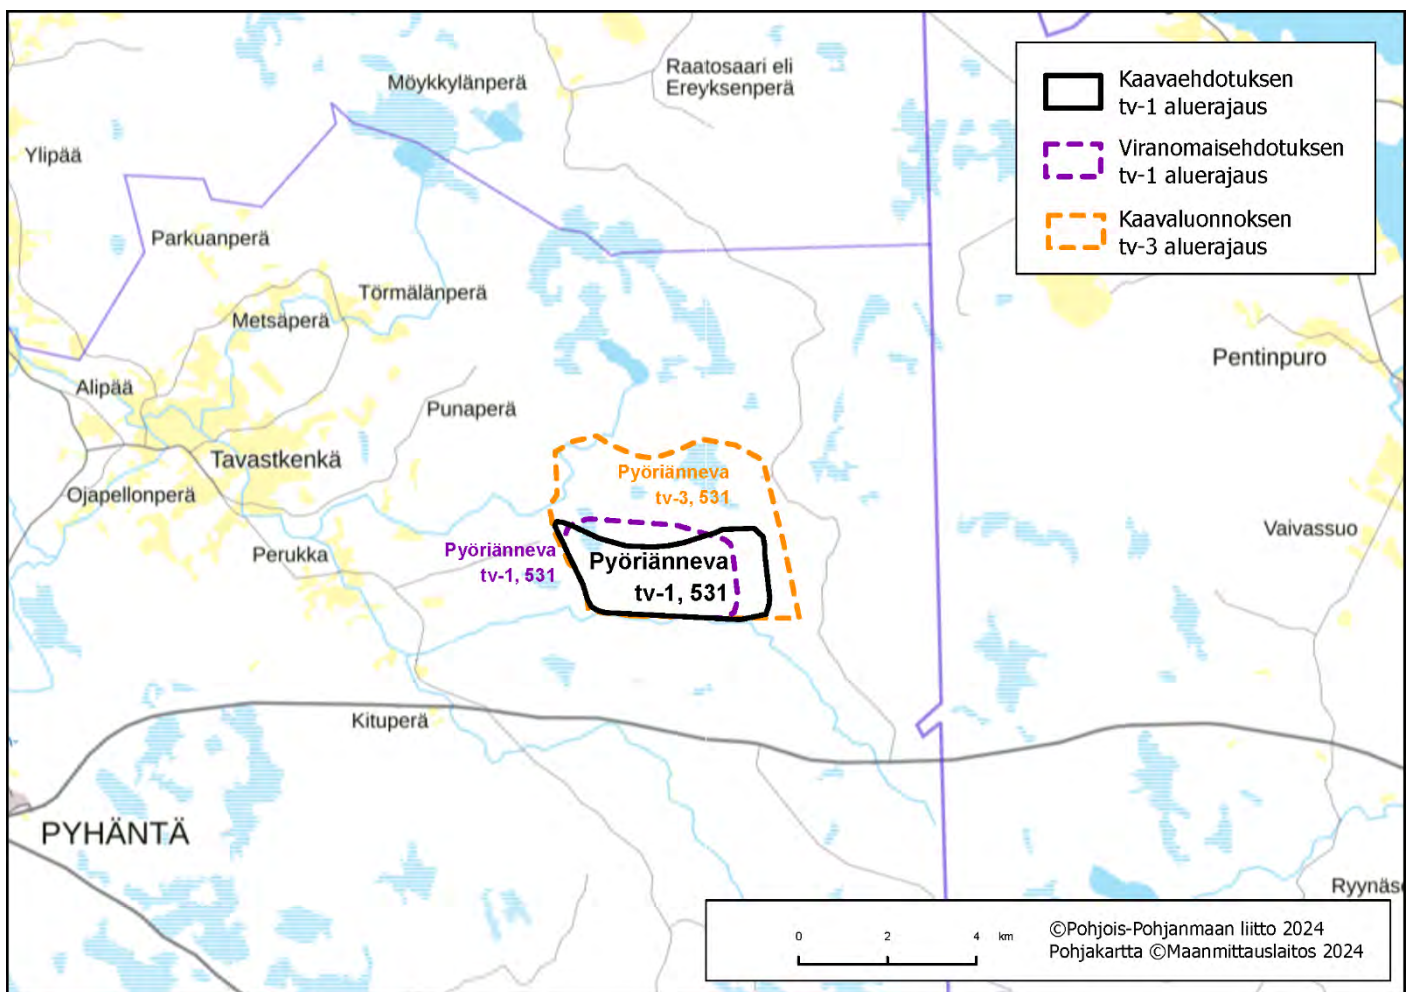 Möykkylänperä
Raatosaari eli
Ereyksenperä
Kaavaehdotuksen
tv-1 aluerajaus
Viranomaisehdotuksen
tv-1 aluerajaus
Kaavaluonnoksen
tv-3 aluerajaus
Ylipää
Parkuanperä
Törmälänperä
Metsäperä
Pentinpuro
Alipää
Punaperä
Tavastkenkä
Pyöriänneva
tv-3, 531
Ojapellonperä
Vaivassuo
Perukka
Pyöriänneva
tv-1, 531
Pyöriänneva
tv-1, 531
Kituperä
PYHÄNTÄ
0 2 4 km
©Pohjois-Pohjanmaan liitto 2024
Pohjakartta ©Maanmittauslaitos 2024